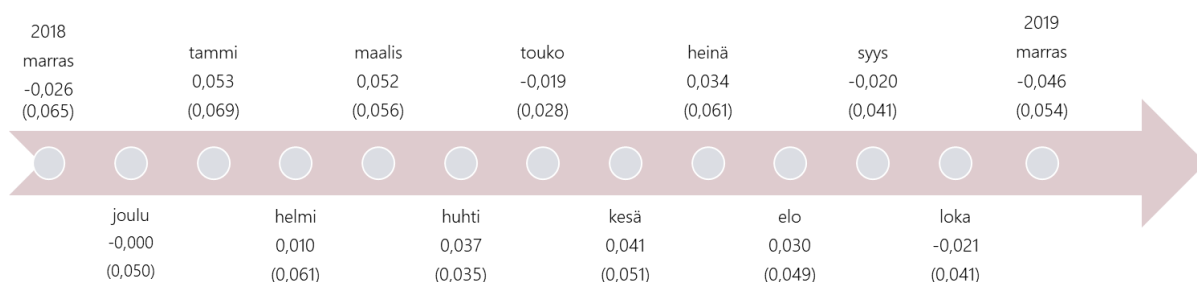 2018
marras
-0,026
(0,065)
joulu
-0,000
(0,050)
tammi
0,053
(0,069)
helmi
0,010
(0,061)
maalis
0,052
(0,056)
huhti
0,037
(0,035)
touko
-0,019
(0,028)
kesä
0,041
(0,051)
heinä
0,034
(0,061)
elo
0,030
(0,049)
syys
-0,020
(0,041)
loka
-0,021
(0,041)
2019
marras
-0,046
(0,054)